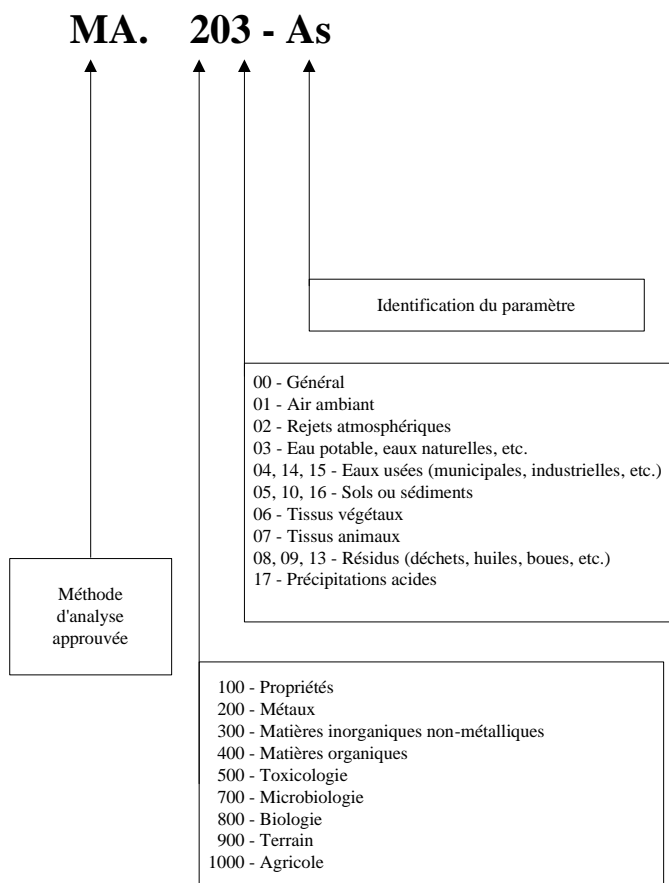 MA. 203 - As
Identification du paramètre
00 - Général
01 - Air ambiant
02 - Rejets atmosphériques
03 - Eau potable, eaux naturelles, etc.
04, 14, 15 - Eaux usées (municipales, industrielles, etc.)
05, 10, 16 - Sols ou sédiments
06 - Tissus végétaux
07 - Tissus animaux
08, 09, 13 - Résidus (déchets, huiles, boues, etc.)
17 - Précipitations acides
Méthode
d'analyse
approuvée
100 - Propriétés
200 - Métaux
300 - Matières inorganiques non-métalliques
400 - Matières organiques
500 - Toxicologie
700 - Microbiologie
800 - Biologie
900 - Terrain
1000 - Agricole